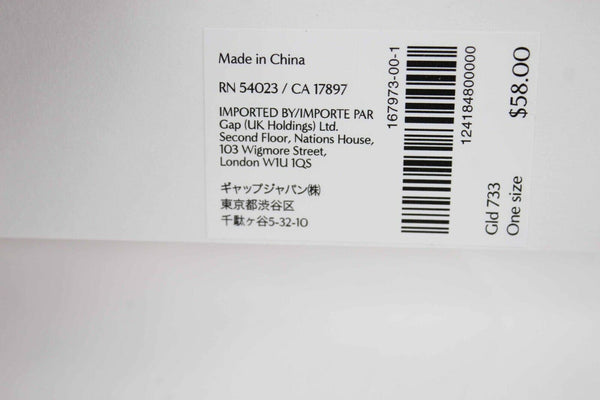 Made in China
RN 54023 / CA 17897
IMPORTED BY/IMPORTE PAR
Gap (UK Holdings) Ltd.
Second Floor, Nations House,
103 Wigmore Street,
London W1U 1QS
ギャップジャパン㈱
東京都渋谷区
千駄ヶ谷5-32-10
167973-00-1
124184800000
Gld 733
One size
$58.00